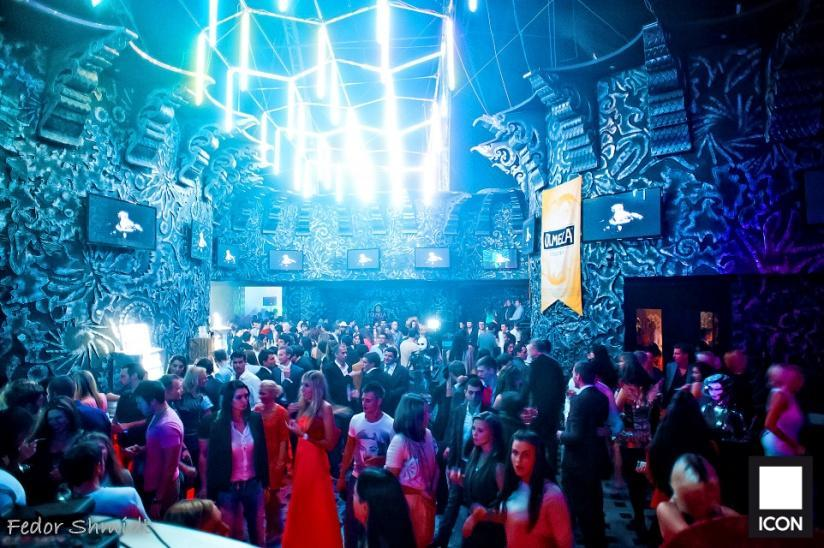 OLMECA
Fedor Shmidt
ICON